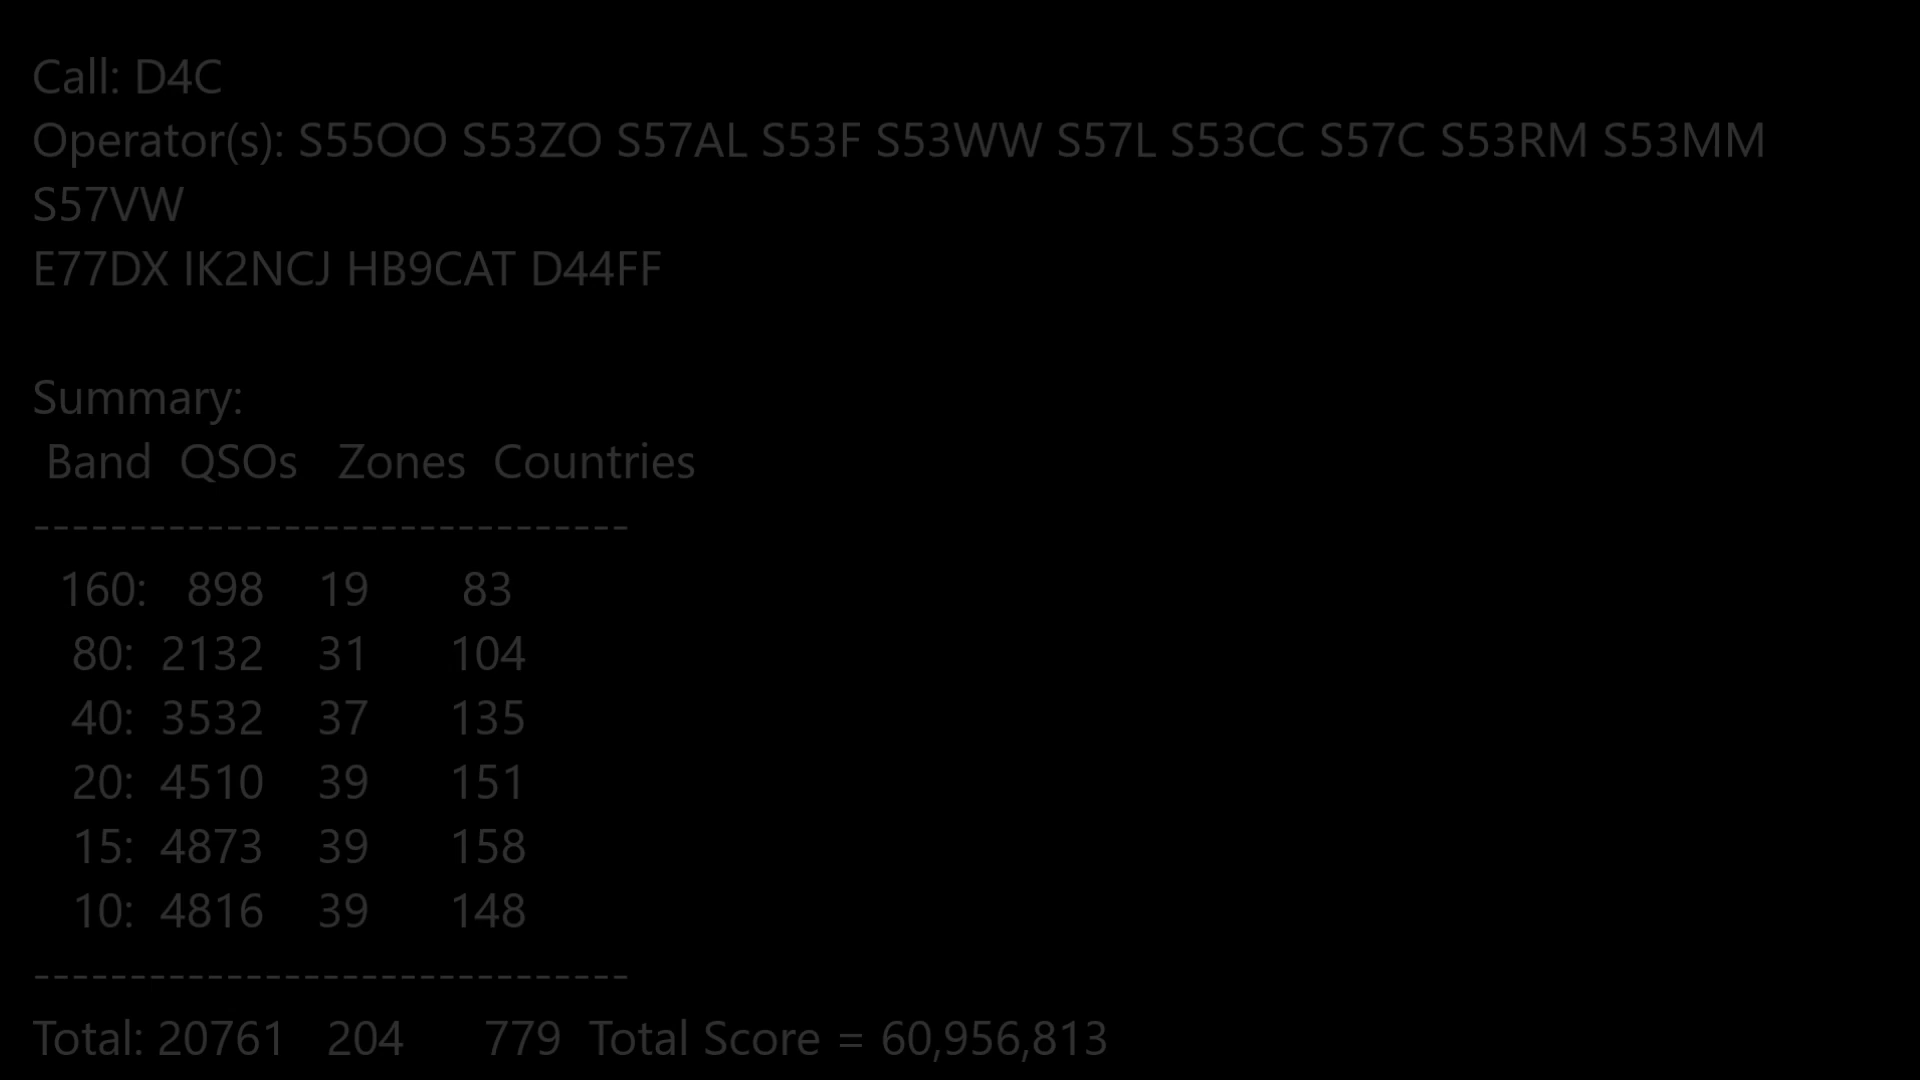 Call: D4C
Operator(s): S55OO S53ZO S57AL S53F S53WW S57L S53CC S57C S53RM S53MM
S57VW
E77DX IK2NCJ HB9CAT D44FF
Summary:
Band QSOs Zones Countries
-------------------------------
160: 898 19 83
80: 2132 31 104
40: 3532 37 135
20: 4510 39 151
15: 4873 39 158
10: 4816 39 148
-------------------------------
Total: 20761 204 779 Total Score = 60,956,813